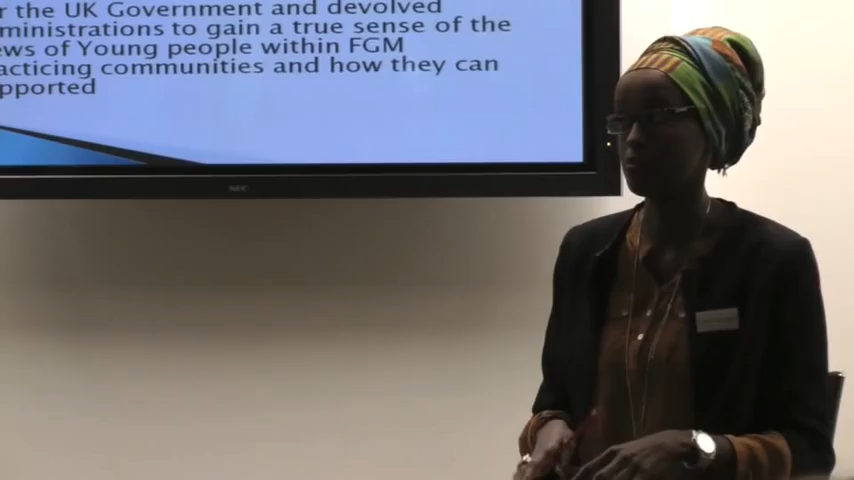 r the UK Government and devolved
ministrations to gain a true sense of the
ews of Young people within FGM
acticing communities and how they can
pported
NEC